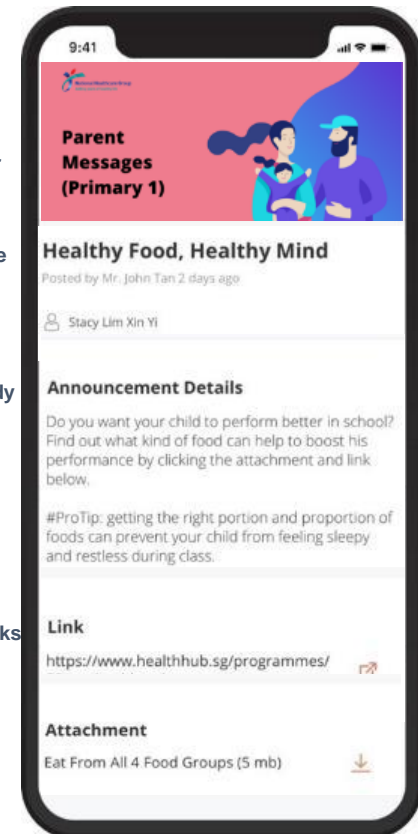 9:41
National Healthcare Group
Parent
Messages
(Primary 1)
Healthy Food, Healthy Mind
Posted by Mr. John Tan 2 days ago
Stacy Lim Xin Yi
Announcement Details
Do you want your child to perform better in school?
Find out what kind of food can help to boost his
performance by clicking the attachment and link
below.
#ProTip: getting the right portion and proportion of
foods can prevent your child from feeling sleepy
and restless during class.
Link
https://www.healthhub.sg/programmes/
Attachment
Eat From All 4 Food Groups (5 mb)